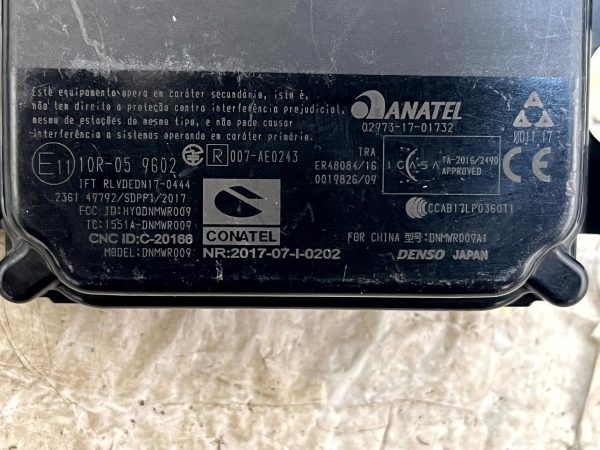 Este equipamento opera em caráter secundário, isto é,
não tem direito a proteção contra interferência prejudicial,
mesmo de estações do mesmo tipo, e não pode causar
interferência a sistemas operando em caráter primário.
ANATEL
02973-17-01732
E11 10R-05 9602
R 007-AE0243
IFT RLVDEDN17-0444
2361 49792/SDPPI/2017
FCC ID:HYQDNMWR009
IC:1551A-DNMWR009
CNC ID:C-20166
MODEL:DNMWR009
CONATEL
NR:2017-07-I-0202
TRA
ER48084/16
0019826/09
ICASA TA-2016/2490
APPROVED
CE
CCAB17LP0360T1
FOR CHINA 型号:DNMWR009A1
DENSO JAPAN